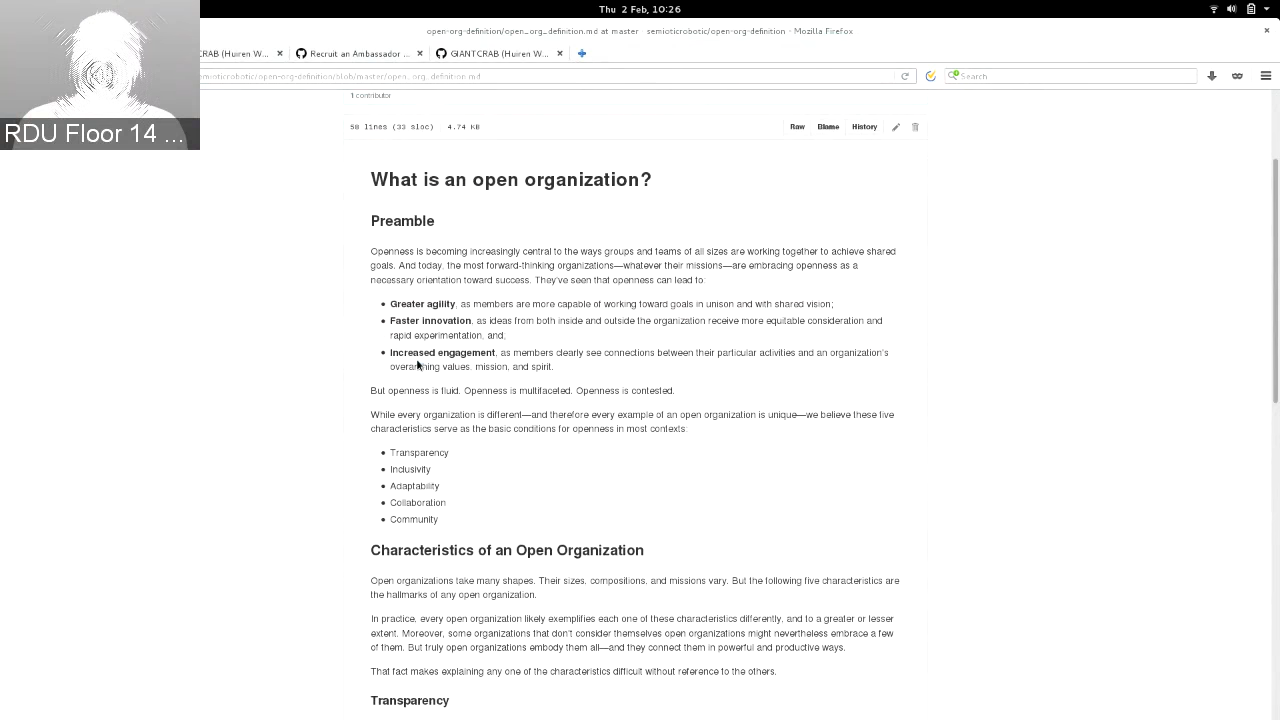 Thu 2 Feb, 10:26
open-org-definition/open_org_definition.md at master · semioticrobotic/open-org-definition - Mozilla Firefox
CRAB (Huiren W... × Recruit an Ambassador ... × GIANTCRAB (Huiren W... ×
semioticrobotic/open-org-definition/blob/master/open_org_definition.md
Search
RDU Floor 14 ...
1 contributor
58 lines (33 sloc) 4.74 KB
Raw Blame History
What is an open organization?
Preamble
Openness is becoming increasingly central to the ways groups and teams of all sizes are working together to achieve shared
goals. And today, the most forward-thinking organizations—whatever their missions—are embracing openness as a
necessary orientation toward success. They've seen that openness can lead to:
• Greater agility, as members are more capable of working toward goals in unison and with shared vision;
• Faster innovation, as ideas from both inside and outside the organization receive more equitable consideration and
rapid experimentation, and;
• Increased engagement, as members clearly see connections between their particular activities and an organization's
overarching values, mission, and spirit.
But openness is fluid. Openness is multifaceted. Openness is contested.
While every organization is different—and therefore every example of an open organization is unique—we believe these five
characteristics serve as the basic conditions for openness in most contexts:
• Transparency
• Inclusivity
• Adaptability
• Collaboration
• Community
Characteristics of an Open Organization
Open organizations take many shapes. Their sizes, compositions, and missions vary. But the following five characteristics are
the hallmarks of any open organization.
In practice, every open organization likely exemplifies each one of these characteristics differently, and to a greater or lesser
extent. Moreover, some organizations that don't consider themselves open organizations might nevertheless embrace a few
of them. But truly open organizations embody them all—and they connect them in powerful and productive ways.
That fact makes explaining any one of the characteristics difficult without reference to the others.
Transparency